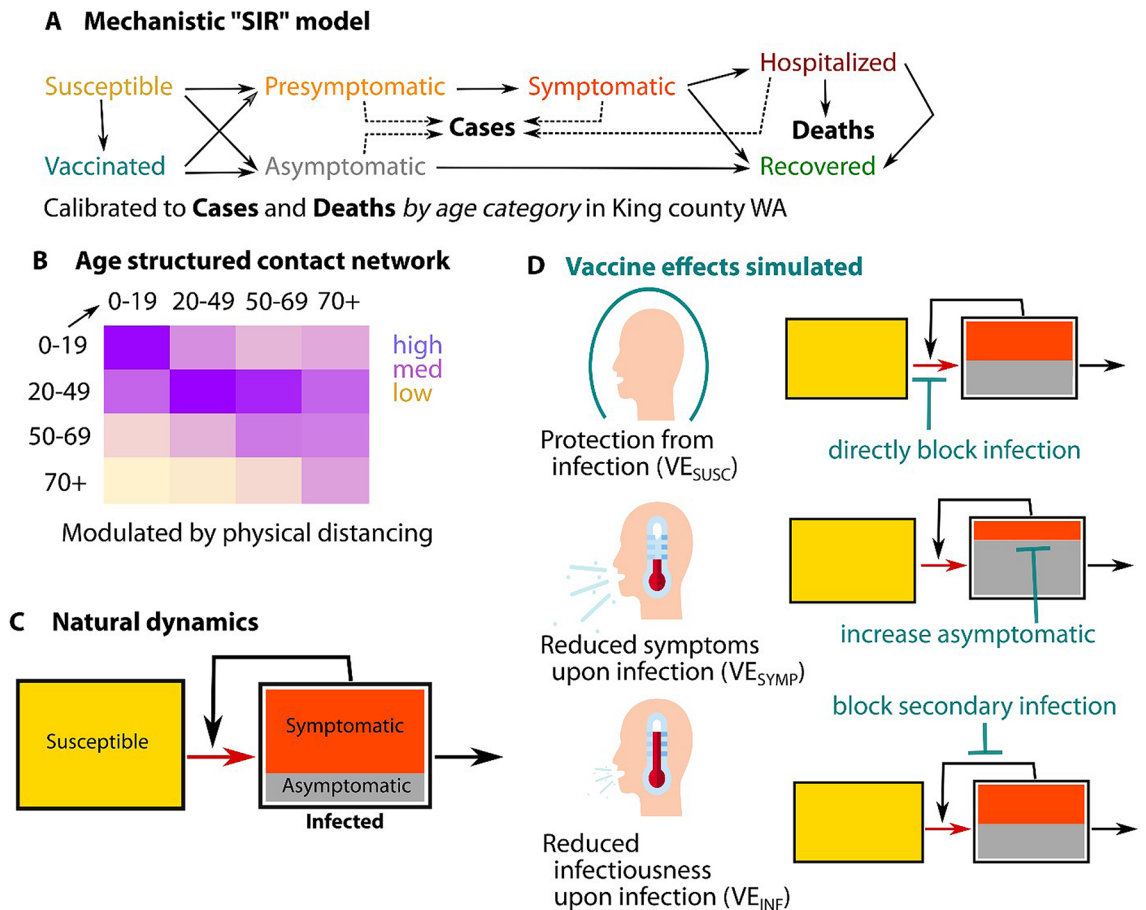 A Mechanistic "SIR" model
Susceptible
Presymptomatic
Symptomatic
Hospitalized
Cases
Deaths
Vaccinated
Asymptomatic
Recovered
Calibrated to Cases and Deaths by age category in King county WA
B Age structured contact network
0-19 20-49 50-69 70+
0-19
20-49
50-69
70+
high
med
low
Modulated by physical distancing
C Natural dynamics
Susceptible
Symptomatic
Asymptomatic
Infected
D Vaccine effects simulated
Protection from
infection (VESUSC)
directly block infection
Reduced symptoms
upon infection (VESYMP)
increase asymptomatic
block secondary infection
Reduced
infectiousness
upon infection (VEINF)